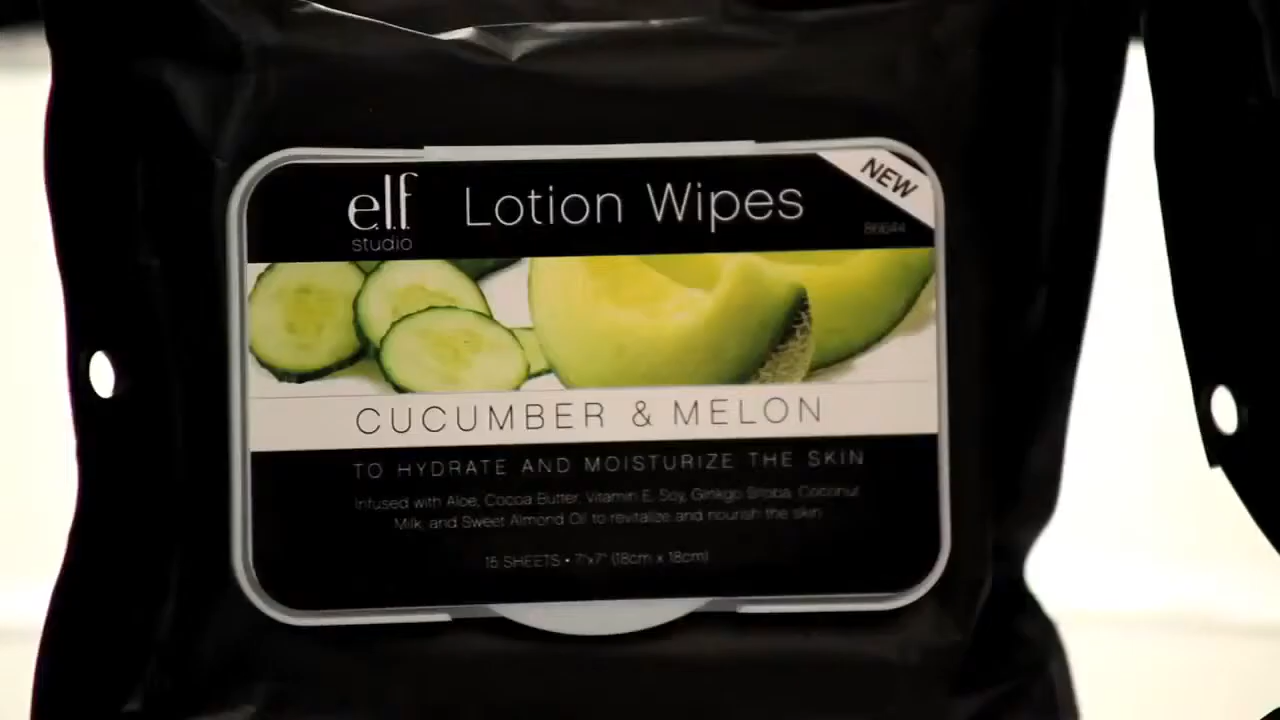 e.l.f Lotion Wipes NEW
studio
CUCUMBER & MELON
TO HYDRATE AND MOISTURIZE THE SKIN
Infused with Aloe, Cocoa Butter, Vitamin E, Soy, Ginkgo Biloba, Coconut
Milk, and Sweet Almond Oil to revitalize and nourish the skin
15 SHEETS • 7"x7" (18cm x 18cm)